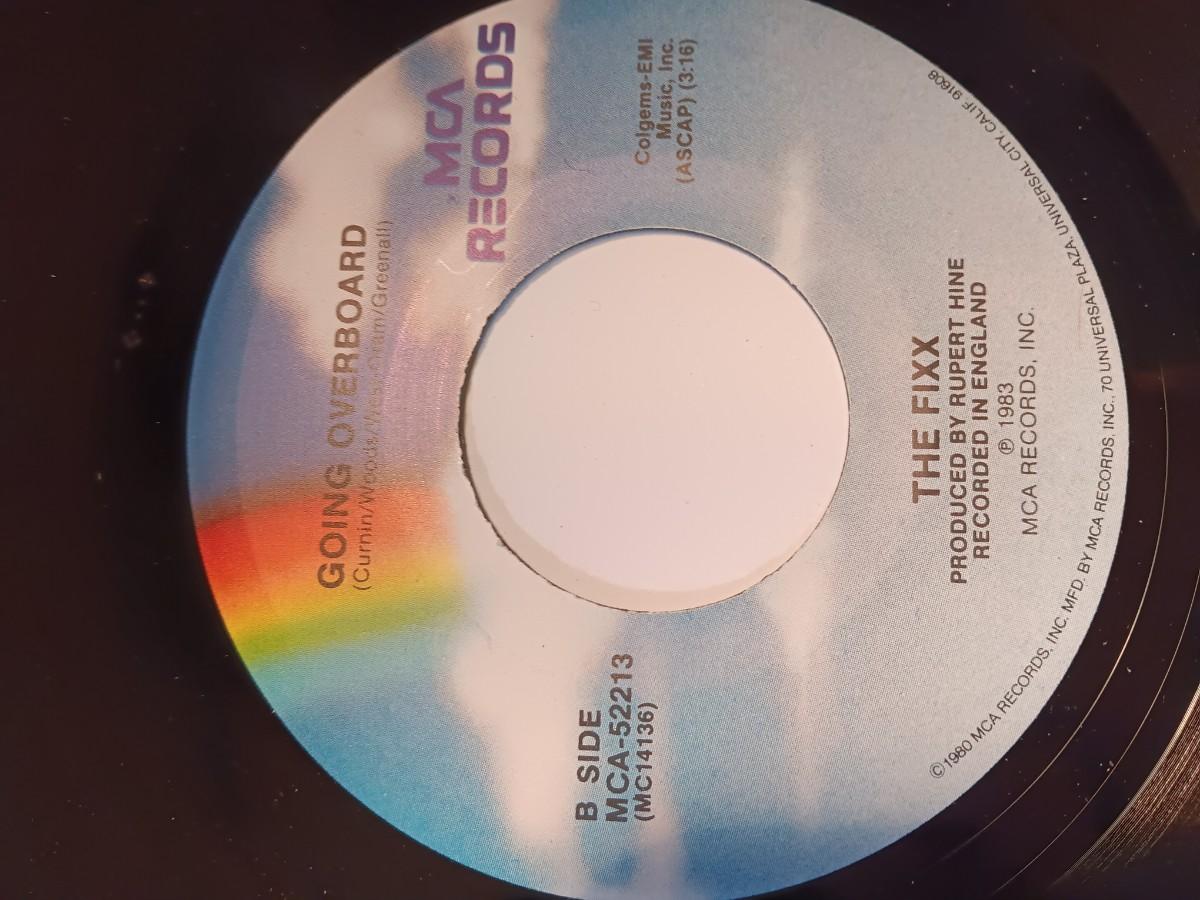 MCA
RECORDS
GOING OVERBOARD
(Curnin/Woods/West-Oram/Greenall)
B SIDE
MCA-52213
(MC14136)
Colgems-EMI
Music, Inc.
(ASCAP) (3:16)
THE FIXX
PRODUCED BY RUPERT HINE
RECORDED IN ENGLAND
℗ 1983
MCA RECORDS, INC.
©1980 MCA RECORDS, INC. MFD. BY MCA RECORDS, INC., 70 UNIVERSAL PLAZA, UNIVERSAL CITY, CALIF. 91608